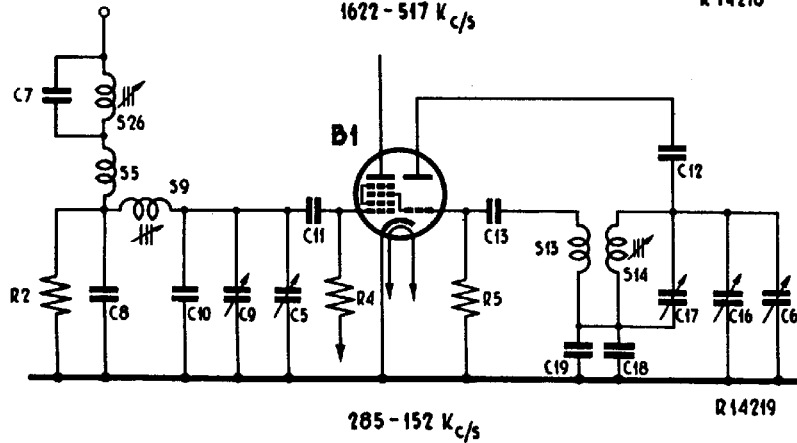 1622-517 Kc/s
R 14218
C7
S26
B1
S5
C12
S9
C11
C13
S13
S14
R2
C8
C10
C9
C5
R4
R5
C17
C16
C6
C19
C18
R14219
285-152 Kc/s